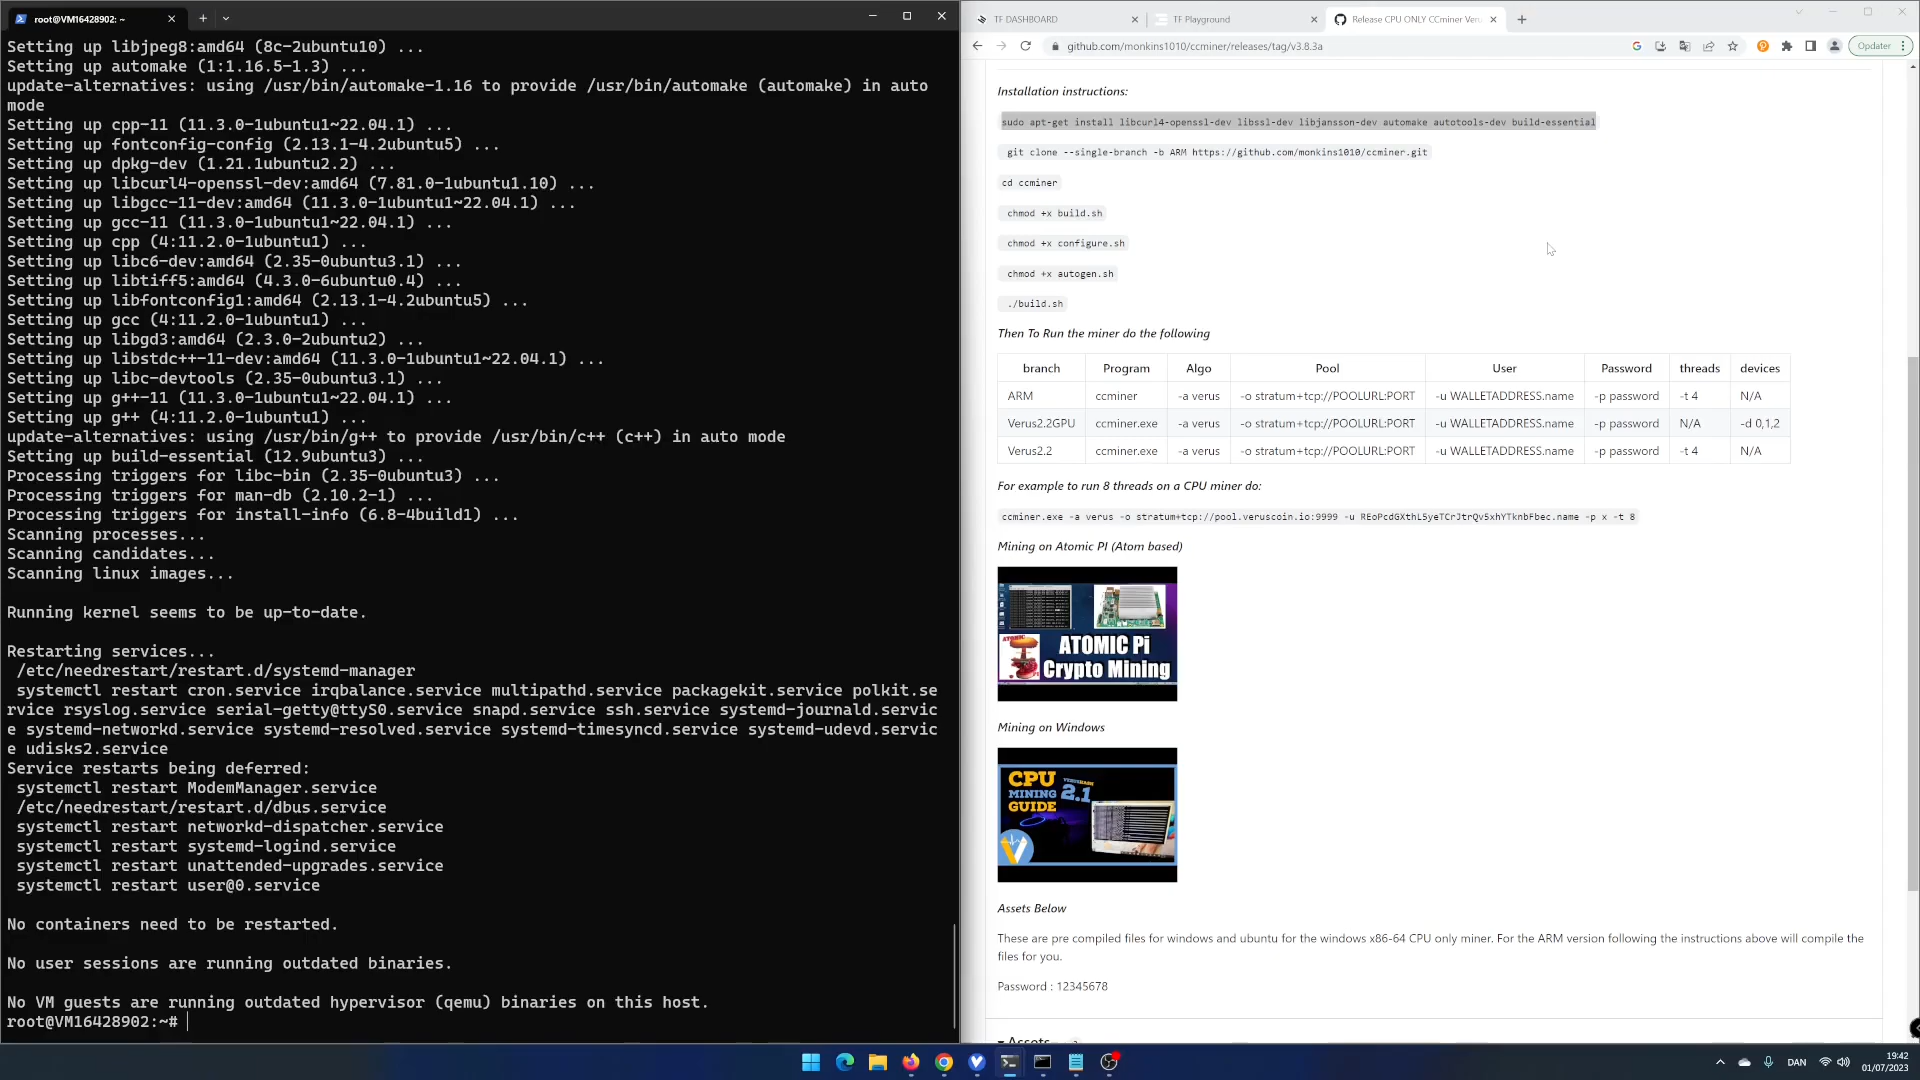 root@VM16428902: ~
Setting up libjpeg8:amd64 (8c-2ubuntu10) ...
Setting up automake (1:1.16.5-1.3) ...
update-alternatives: using /usr/bin/automake-1.16 to provide /usr/bin/automake (automake) in auto
mode
Setting up cpp-11 (11.3.0-1ubuntu1~22.04.1) ...
Setting up fontconfig-config (2.13.1-4.2ubuntu5) ...
Setting up dpkg-dev (1.21.1ubuntu2.2) ...
Setting up libcurl4-openssl-dev:amd64 (7.81.0-1ubuntu1.10) ...
Setting up libgcc-11-dev:amd64 (11.3.0-1ubuntu1~22.04.1) ...
Setting up gcc-11 (11.3.0-1ubuntu1~22.04.1) ...
Setting up cpp (4:11.2.0-1ubuntu1) ...
Setting up libc6-dev:amd64 (2.35-0ubuntu3.1) ...
Setting up libtiff5:amd64 (4.3.0-6ubuntu0.4) ...
Setting up libfontconfig1:amd64 (2.13.1-4.2ubuntu5) ...
Setting up gcc (4:11.2.0-1ubuntu1) ...
Setting up libgd3:amd64 (2.3.0-2ubuntu2) ...
Setting up libstdc++-11-dev:amd64 (11.3.0-1ubuntu1~22.04.1) ...
Setting up libc-devtools (2.35-0ubuntu3.1) ...
Setting up g++-11 (11.3.0-1ubuntu1~22.04.1) ...
Setting up g++ (4:11.2.0-1ubuntu1) ...
update-alternatives: using /usr/bin/g++ to provide /usr/bin/c++ (c++) in auto mode
Setting up build-essential (12.9ubuntu3) ...
Processing triggers for libc-bin (2.35-0ubuntu3) ...
Processing triggers for man-db (2.10.2-1) ...
Processing triggers for install-info (6.8-4build1) ...
Scanning processes...
Scanning candidates...
Scanning linux images...
Running kernel seems to be up-to-date.
Restarting services...
/etc/needrestart/restart.d/systemd-manager
systemctl restart cron.service irqbalance.service multipathd.service packagekit.service polkit.se
rvice rsyslog.service serial-getty@ttyS0.service snapd.service ssh.service systemd-journald.servic
e systemd-networkd.service systemd-resolved.service systemd-timesyncd.service systemd-udevd.servic
e udisks2.service
Service restarts being deferred:
systemctl restart ModemManager.service
/etc/needrestart/restart.d/dbus.service
systemctl restart networkd-dispatcher.service
systemctl restart systemd-logind.service
systemctl restart unattended-upgrades.service
systemctl restart user@0.service
No containers need to be restarted.
No user sessions are running outdated binaries.
No VM guests are running outdated hypervisor (qemu) binaries on this host.
root@VM16428902:~#
TF DASHBOARD
TF Playground
Release CPU ONLY CCminer Ver
github.com/monkins1010/ccminer/releases/tag/v3.8.3a
Opdater
Installation instructions:
sudo apt-get install libcurl4-openssl-dev libssl-dev libjansson-dev automake autotools-dev build-essential
git clone --single-branch -b ARM https://github.com/monkins1010/ccminer.git
cd ccminer
chmod +x build.sh
chmod +x configure.sh
chmod +x autogen.sh
./build.sh
Then To Run the miner do the following
branch Program Algo Pool User Password threads devices
ARM ccminer -a verus -o stratum+tcp://POOLURL:PORT -u WALLETADDRESS.name -p password -t 4 N/A
Verus2.2GPU ccminer.exe -a verus -o stratum+tcp://POOLURL:PORT -u WALLETADDRESS.name -p password N/A -d 0,1,2
Verus2.2 ccminer.exe -a verus -o stratum+tcp://POOLURL:PORT -u WALLETADDRESS.name -p password -t 4 N/A
For example to run 8 threads on a CPU miner do:
ccminer.exe -a verus -o stratum+tcp://pool.veruscoin.io:9999 -u REoPcdGXthL5yeTCrJtrQv5xhYTknbFbec.name -p x -t 8
Mining on Atomic PI (Atom based)
ATOMIC Pi
Crypto Mining
Mining on Windows
CPU
MINING 2.1
GUIDE
Assets Below
These are pre compiled files for windows and ubuntu for the windows x86-64 CPU only miner. For the ARM version following the instructions above will compile the
files for you.
Password : 12345678
Assets
DAN
19:42
01/07/2023